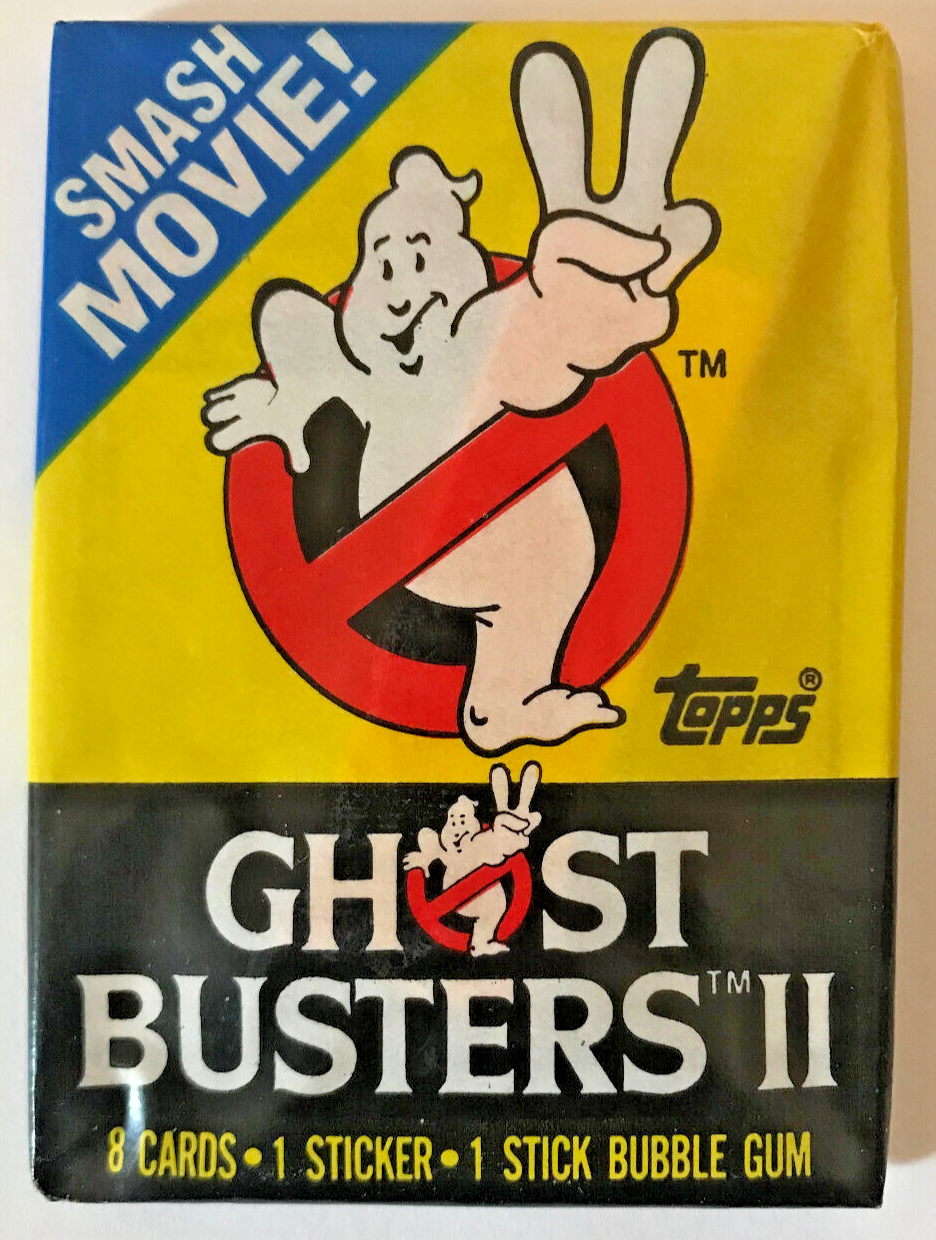 SMASH
MOVIE!
TM
topps®
GHOST
BUSTERS™ II
8 CARDS • 1 STICKER • 1 STICK BUBBLE GUM